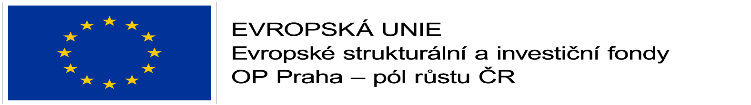 EVROPSKÁ UNIE
Evropské strukturální a investiční fondy
OP Praha – pól růstu ČR